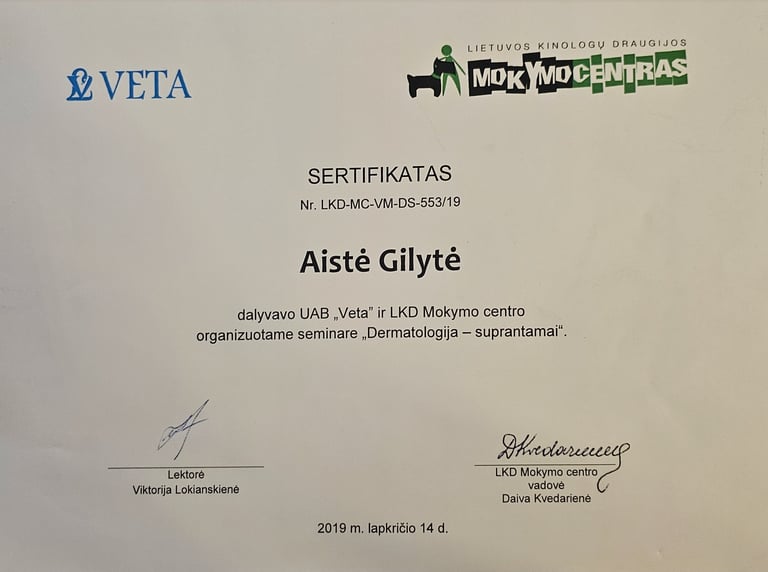 VETA
LIETUVOS KINOLOGŲ DRAUGIJOS
MOKYMO CENTRAS
SERTIFIKATAS
Nr. LKD-MC-VM-DS-553/19
Aistė Gilytė
dalyvavo UAB „Veta” ir LKD Mokymo centro
organizuotame seminare „Dermatologija – suprantamai“.
DKvedarienė
Lektorė
Viktorija Lokianskienė
LKD Mokymo centro
vadovė
Daiva Kvedarienė
2019 m. lapkričio 14 d.